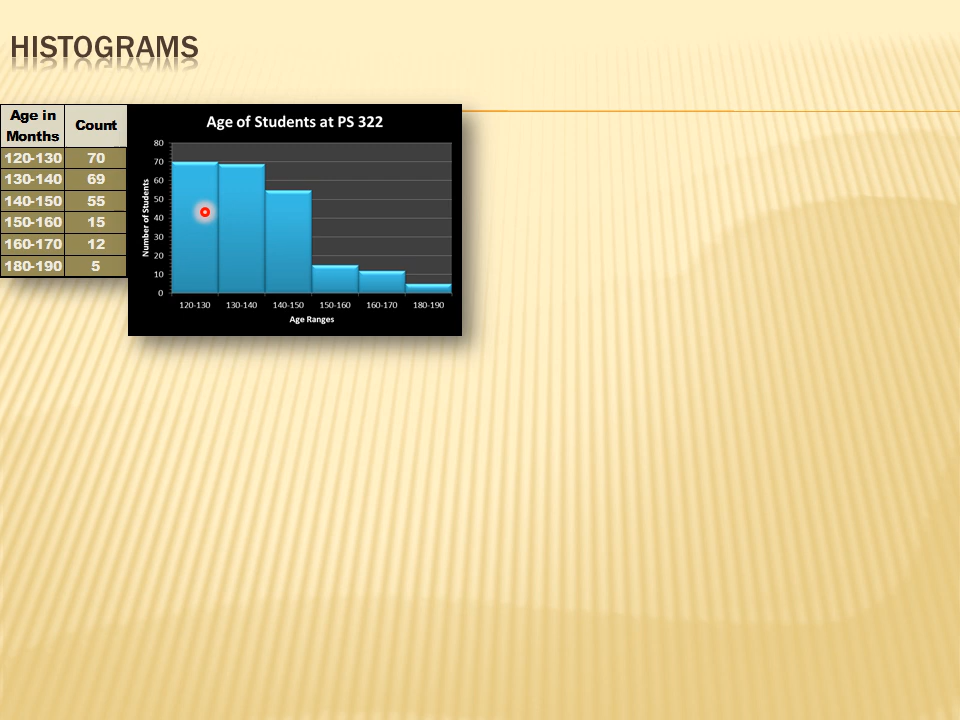 HISTOGRAMS
Age in Months Count
120-130 70
130-140 69
140-150 55
150-160 15
160-170 12
180-190 5
Age of Students at PS 322
Number of Students
80
70
60
50
40
30
20
10
0
120-130 130-140 140-150 150-160 160-170 180-190
Age Ranges